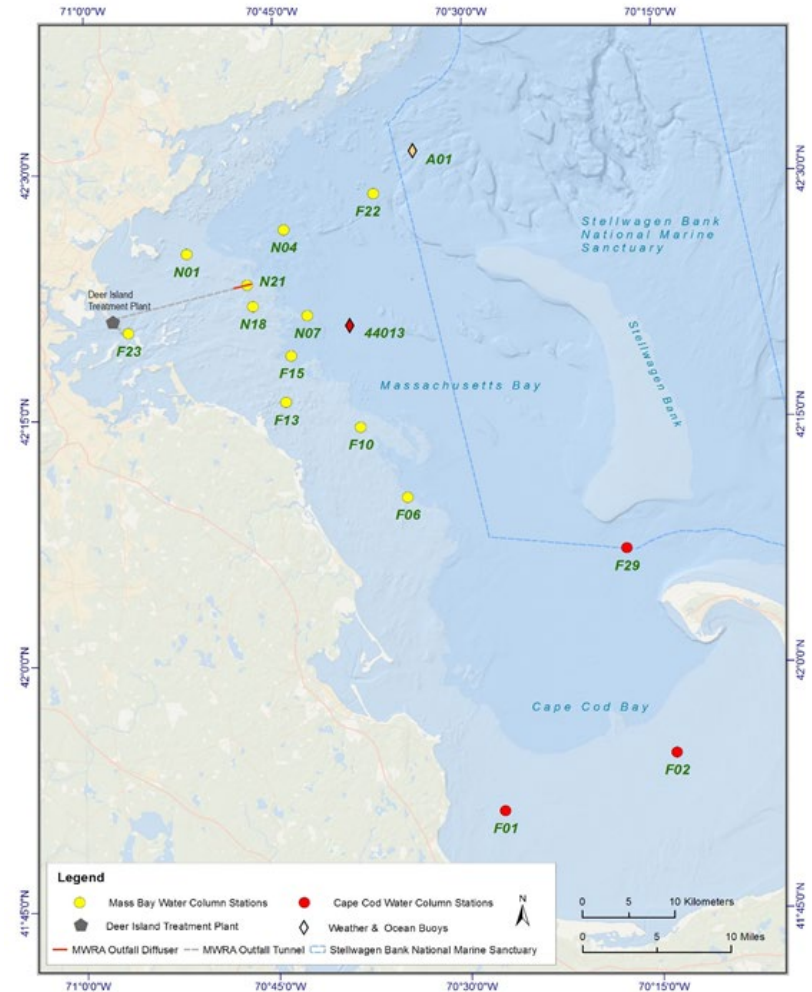 71°0'0"W 70°45'0"W 70°30'0"W 70°15'0"W
42°30'0"N
42°30'0"N
A01
F22
Stellwagen Bank
National Marine
Sanctuary
N04
N01
N21
Deer Island
Treatment Plant
N18
N07
44013
F23
Stellwagen Bank
F15
Massachusetts Bay
F13
42°15'0"N
42°15'0"N
F10
F06
F29
42°0'0"N
42°0'0"N
Cape Cod Bay
F02
F01
Legend
Mass Bay Water Column Stations
Cape Cod Water Column Stations
Deer Island Treatment Plant
Weather & Ocean Buoys
MWRA Outfall Diffuser
MWRA Outfall Tunnel
Stellwagen Bank National Marine Sanctuary
N
0 5 10 Kilometers
0 5 10 Miles
41°45'0"N
41°45'0"N
71°0'0"W 70°45'0"W 70°30'0"W 70°15'0"W